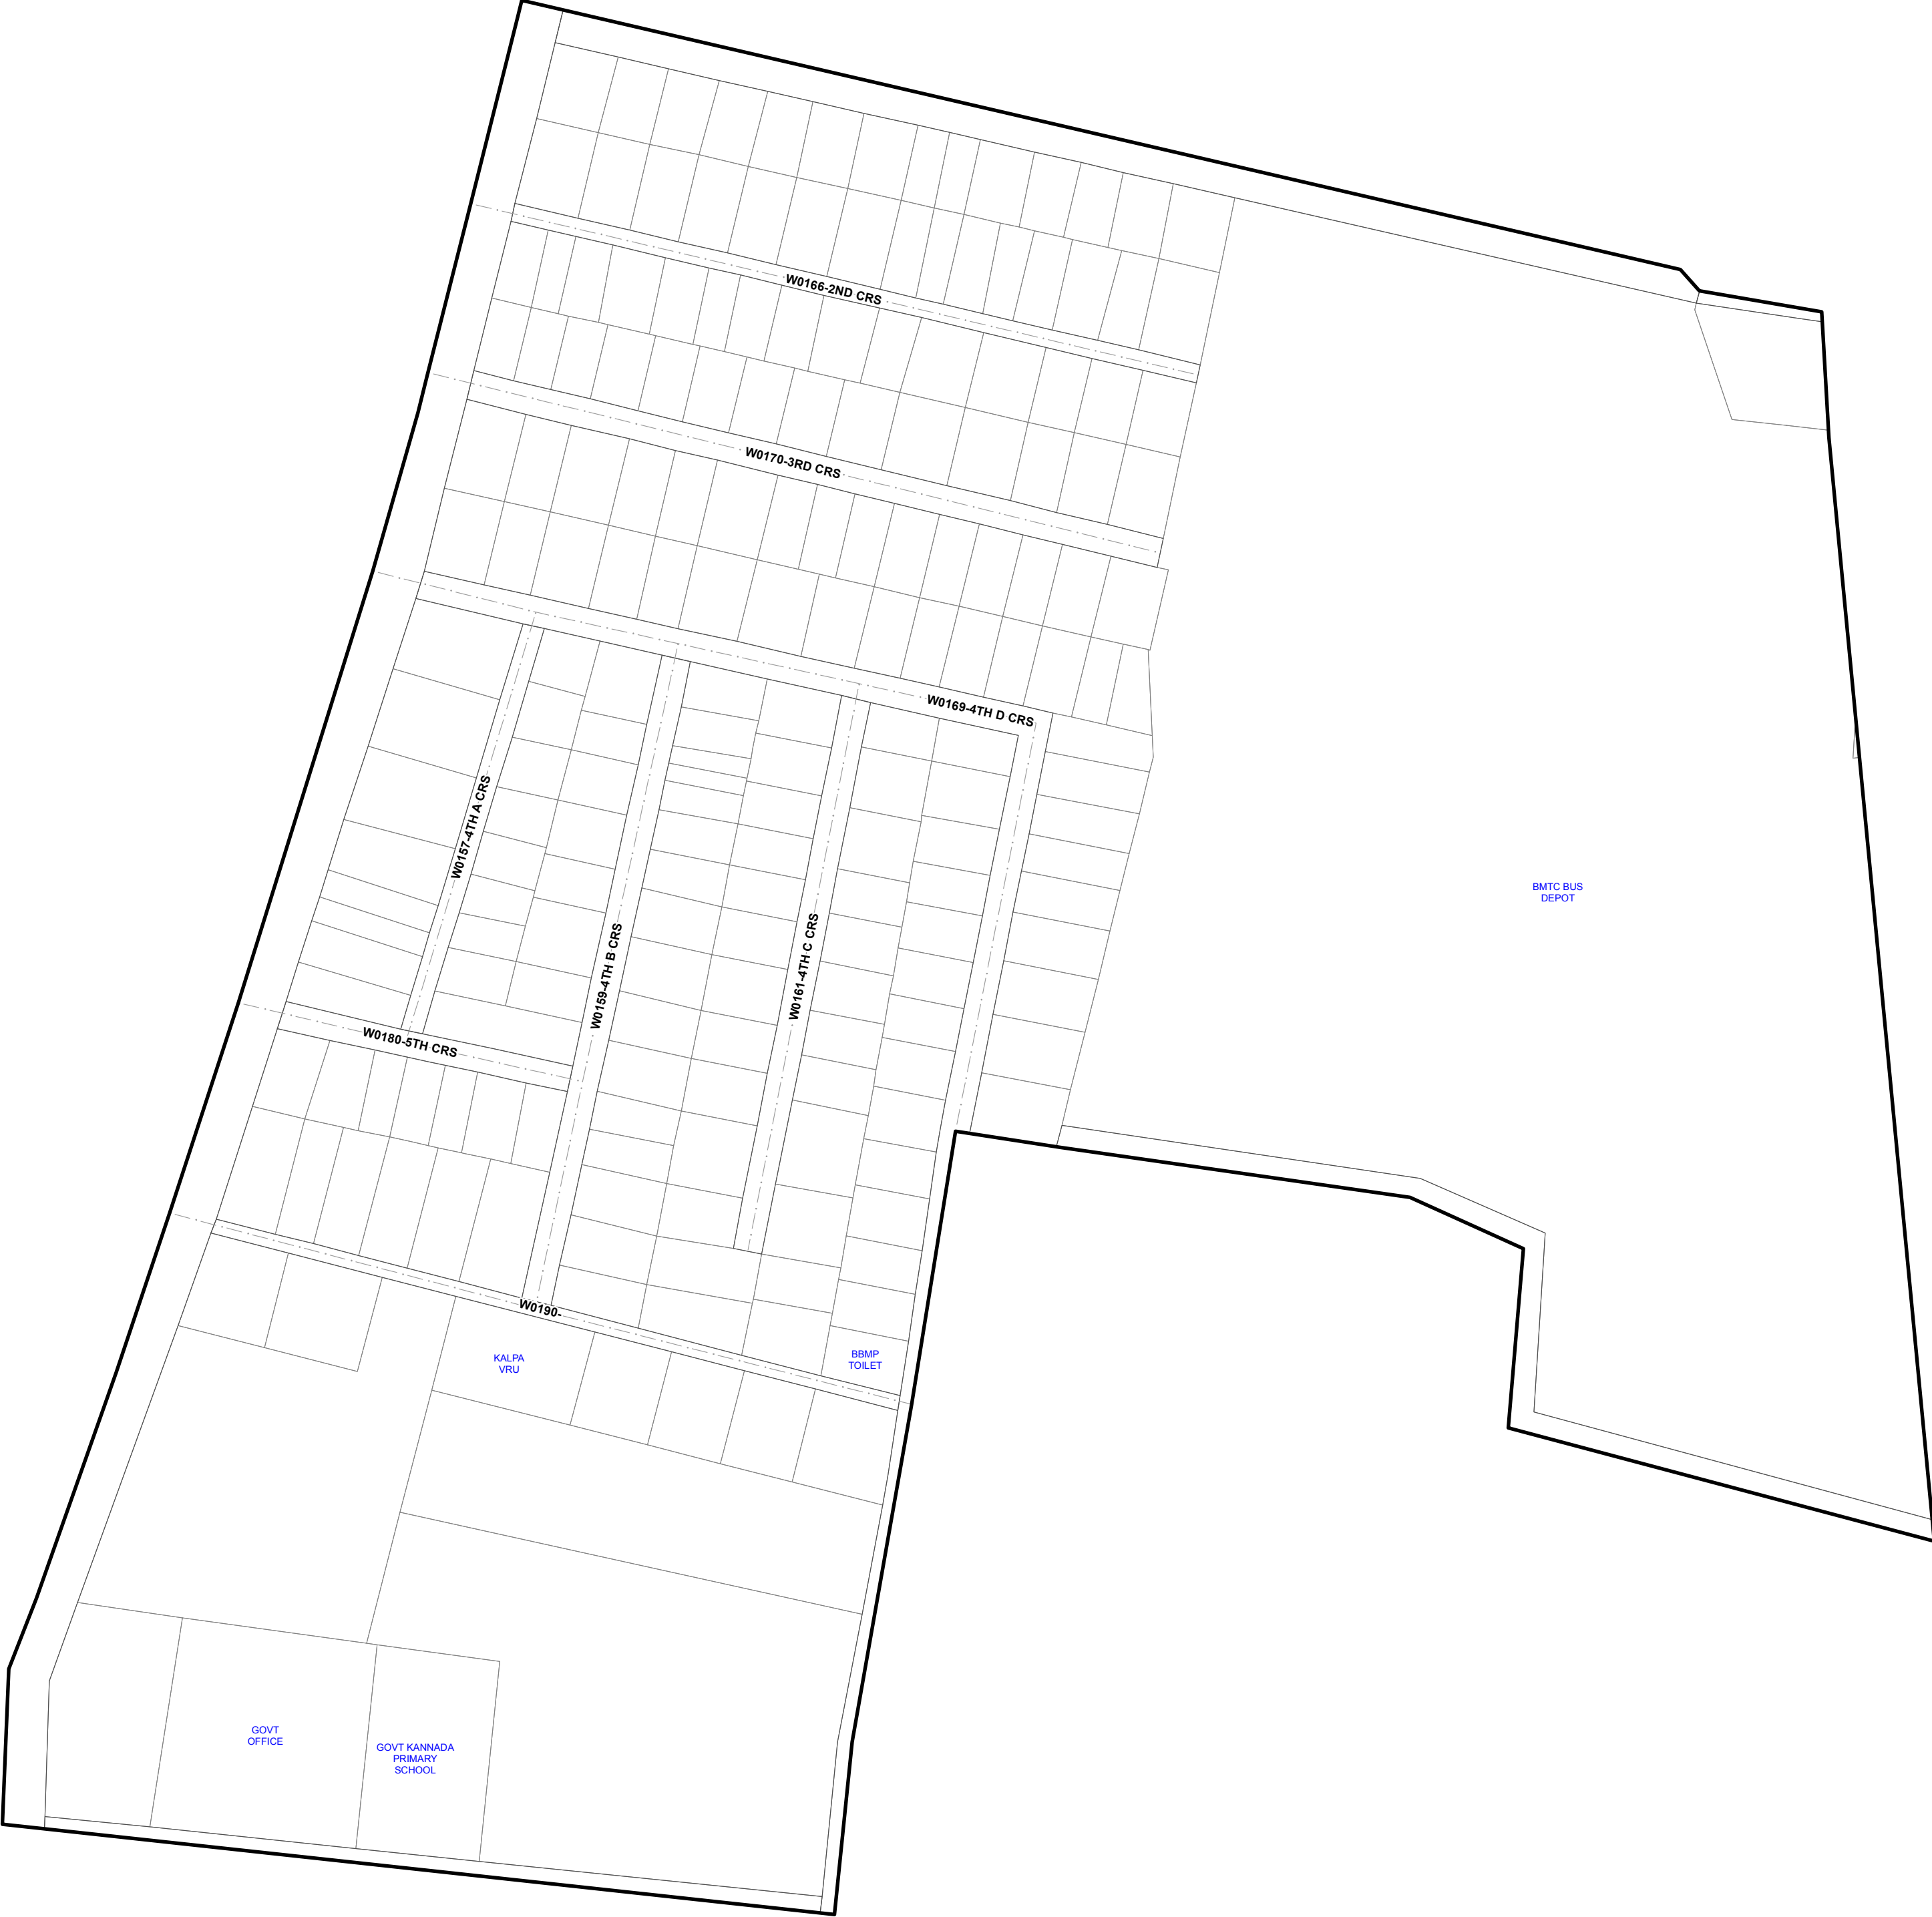 W0166-2ND CRS
W0170-3RD CRS
W0169-4TH D CRS
W0157-4TH A CRS
BMTC BUS
DEPOT
W0159-4TH B CRS
W0161-4TH C CRS
W0180-5TH CRS
W0190-
KALPA
VRU
BBMP
TOILET
GOVT
OFFICE
GOVT KANNADA
PRIMARY
SCHOOL